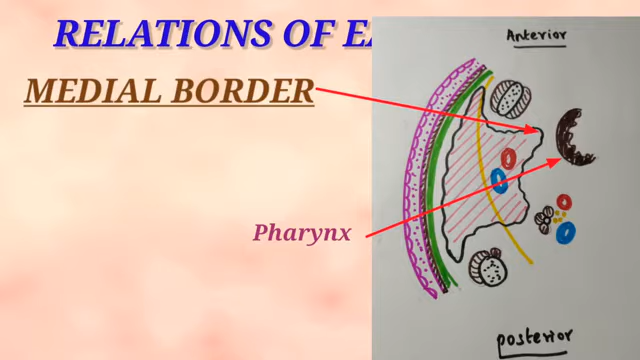 RELATIONS OF
Anterior
MEDIAL BORDER
Pharynx
posterior